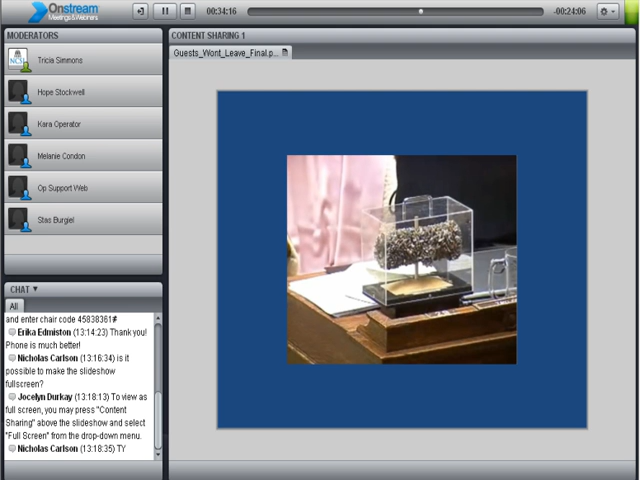 Onstream
Meetings & Webinars
00:34:16
-00:24:06
MODERATORS
Tricia Simmons
Hope Stockwell
Kara Operator
Melanie Condon
Op Support Web
Stas Burgiel
CHAT
All
and enter chair code 45838361#
Erika Edmiston (13:14:23) Thank you!
Phone is much better!
Nicholas Carlson (13:16:34) is it
possible to make the slideshow
fullscreen?
Jocelyn Durkay (13:18:13) To view as
full screen, you may press "Content
Sharing" above the slideshow and select
"Full Screen" from the drop-down menu.
Nicholas Carlson (13:18:35) TY
CONTENT SHARING 1
Guests_Wont_Leave_Final.p...